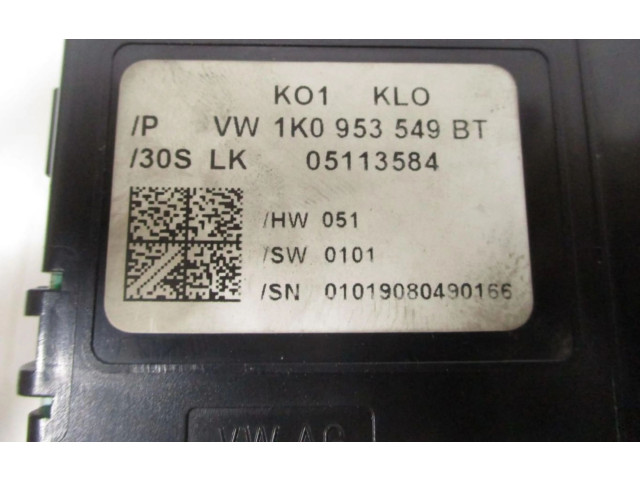 KO1 KLO
/P VW 1K0 953 549 BT
/30S LK 05113584
/HW 051
/SW 0101
/SN 01019080490166
VW AG